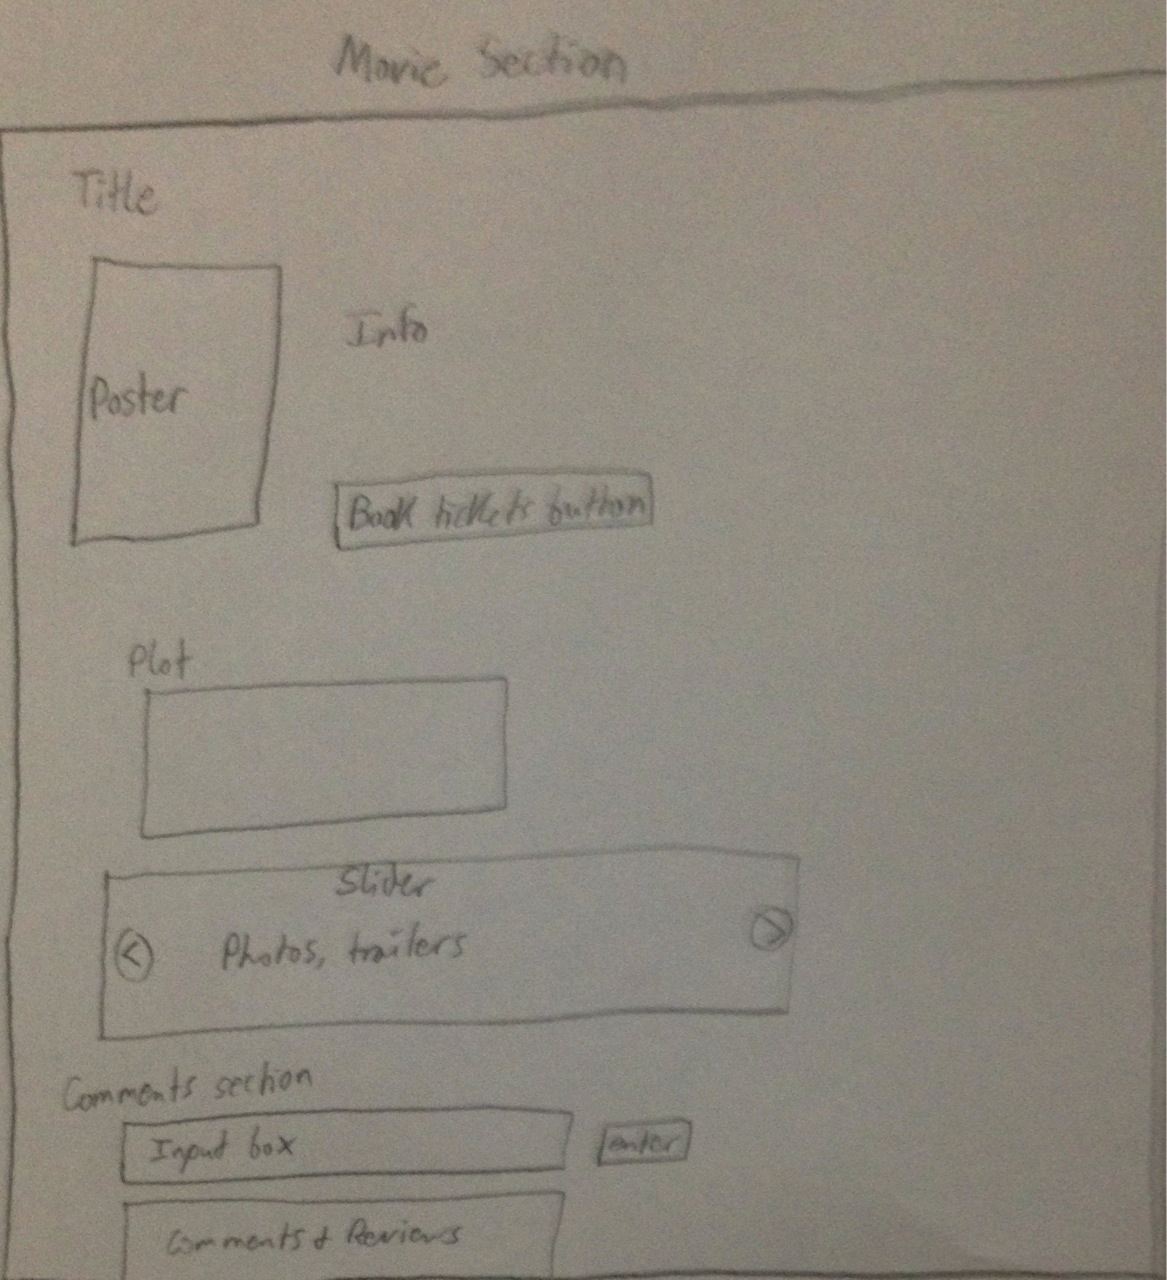 Movie Section
Title
Info
Poster
Book tickets button
Plot
Slider
<
>
Photos, trailers
Comments section
Input box
enter
Comments & Reviews